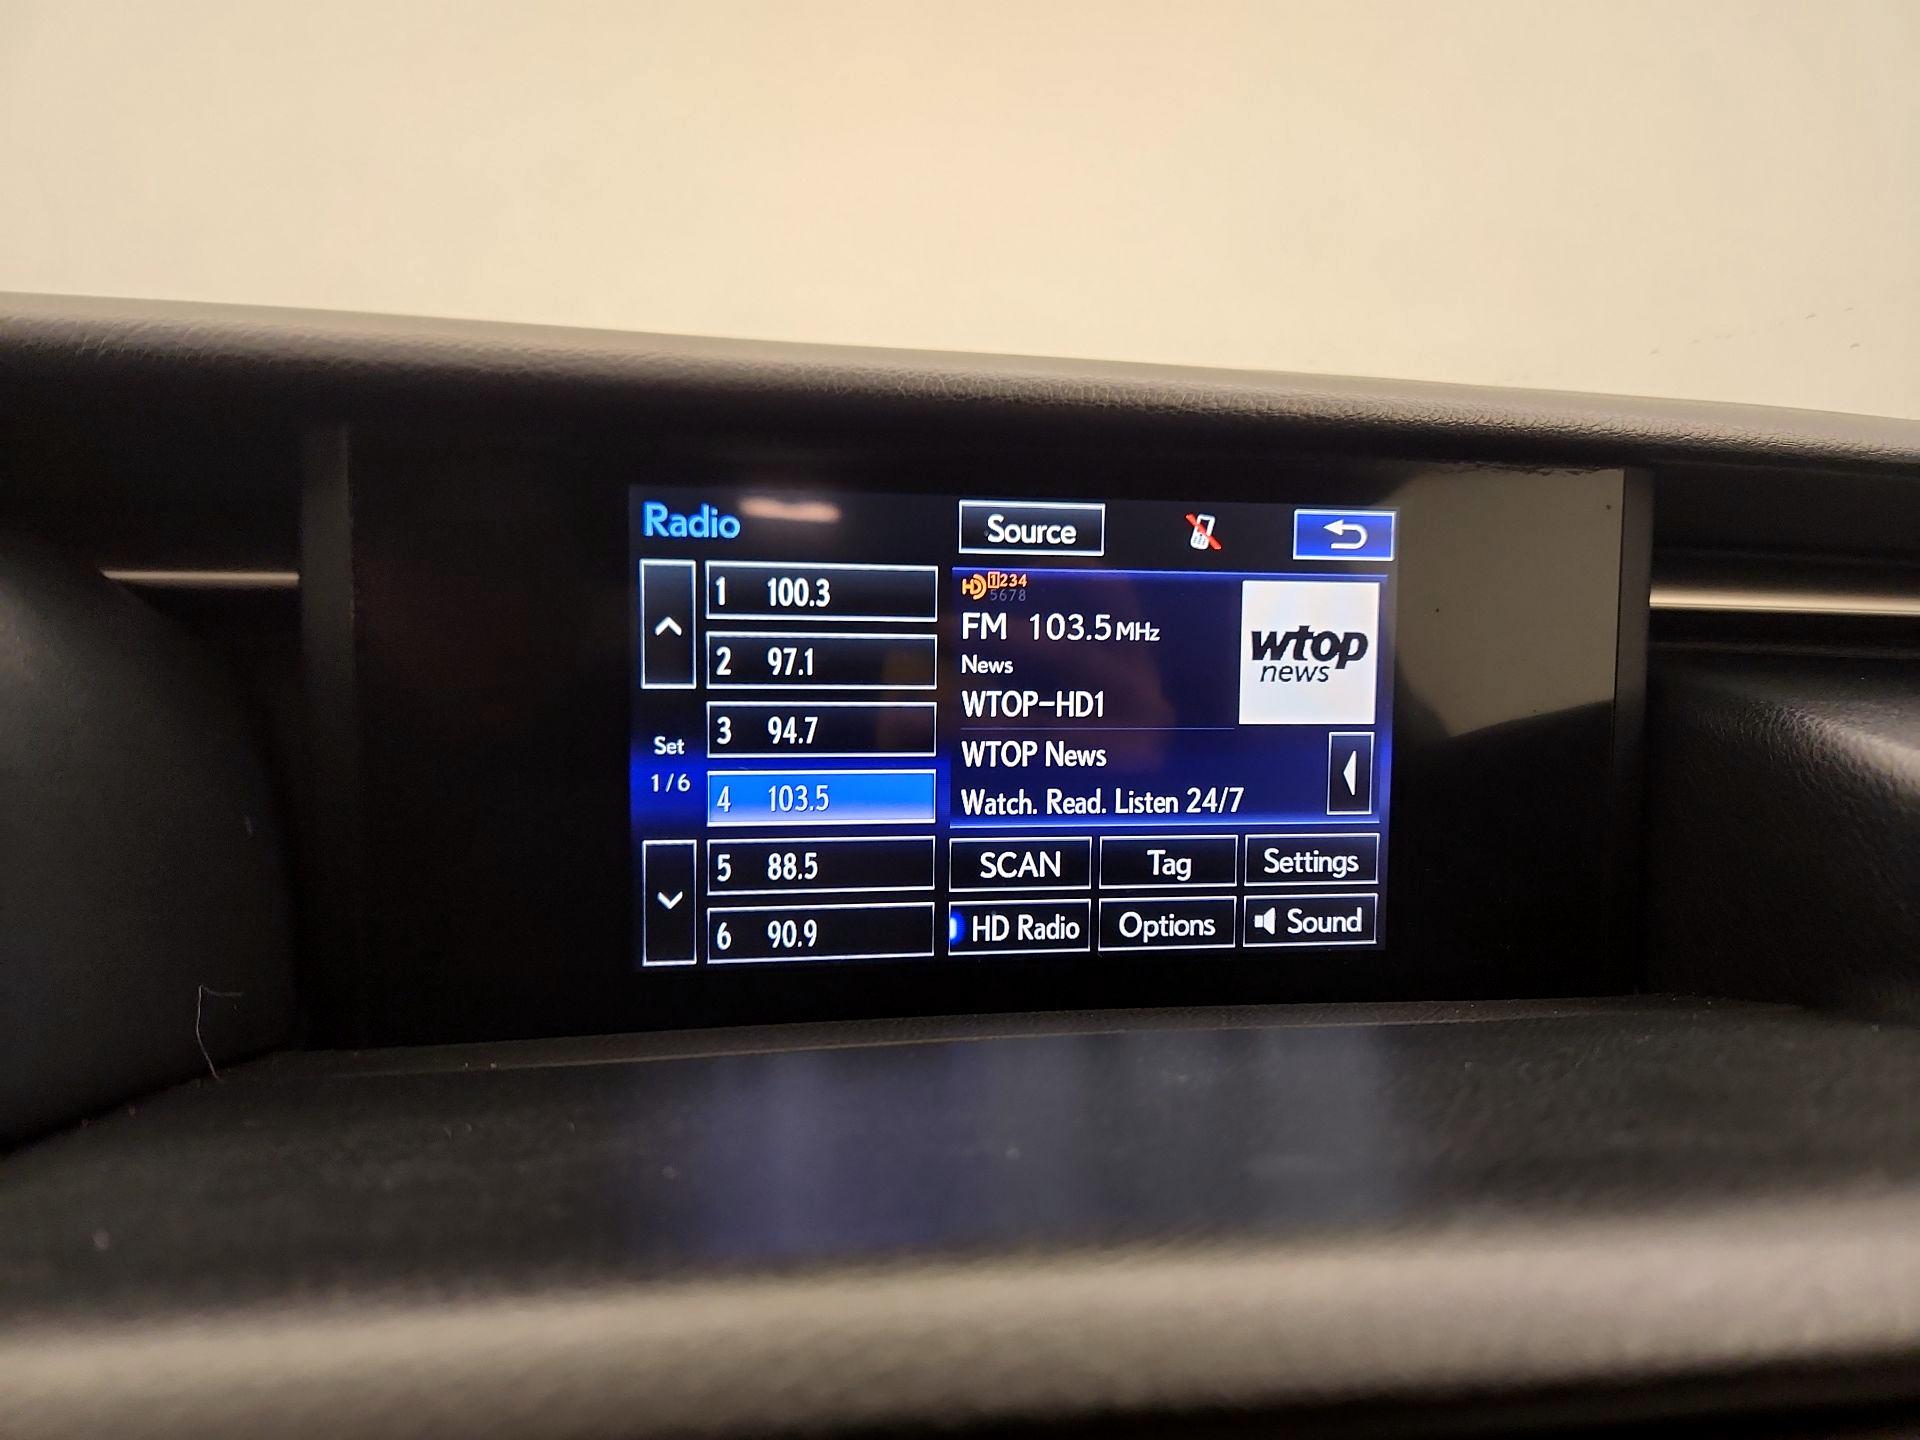 Radio
Source
1 100.3
2 97.1
3 94.7
4 103.5
5 88.5
6 90.9
Set
1/6
HD 1234
5678
FM 103.5 MHz
News
WTOP-HD1
wtop
news
WTOP News
Watch. Read. Listen 24/7
SCAN
Tag
Settings
HD Radio
Options
Sound